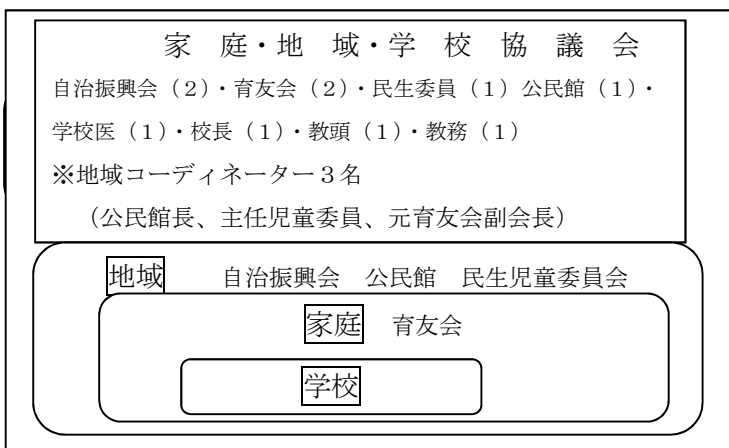 家 庭・地 域・学 校 協 議 会
自治振興会（２）・育友会（２）・民生委員（１）公民館（１）・
学校医（１）・校長（１）・教頭（１）・教務（１）
※地域コーディネーター３名
（公民館長、主任児童委員、元育友会副会長）
地域 自治振興会 公民館 民生児童委員会
家庭 育友会
学校